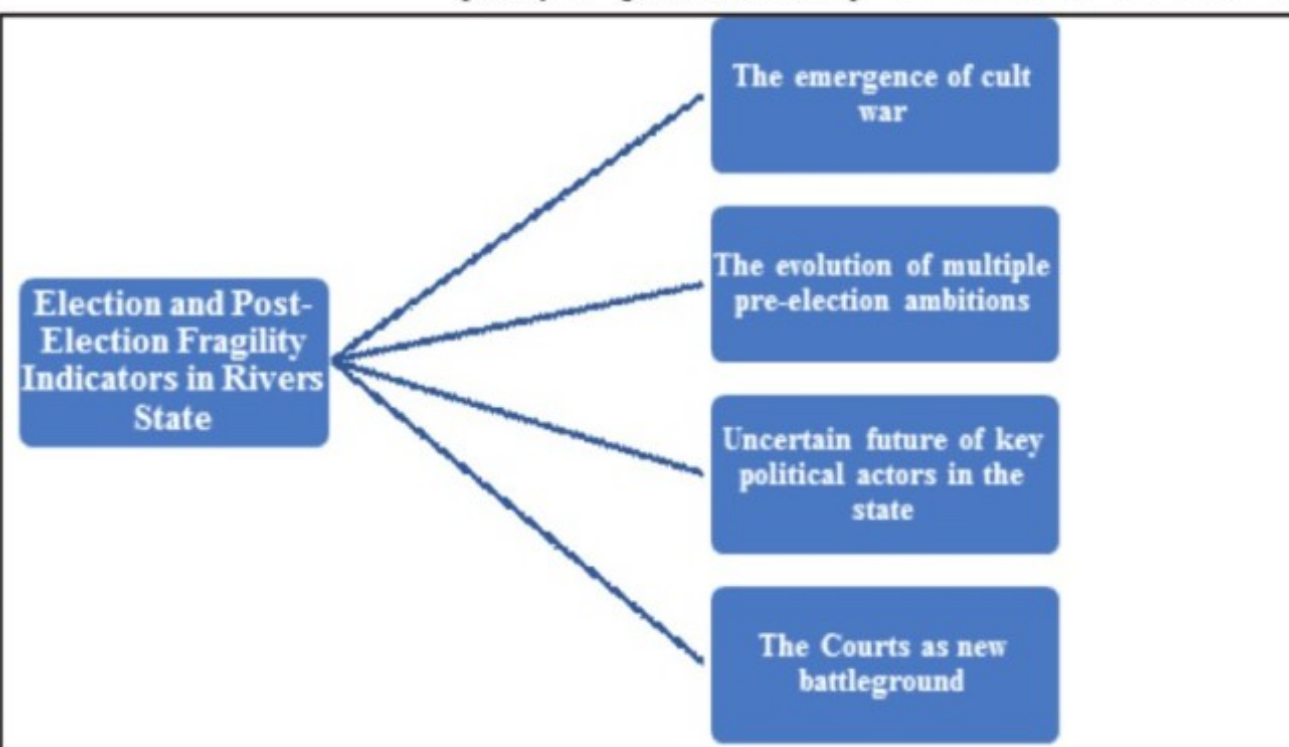 Election and Post-
Election Fragility
Indicators in Rivers
State
The emergence of cult
war
The evolution of multiple
pre-election ambitions
Uncertain future of key
political actors in the
state
The Courts as new
battleground